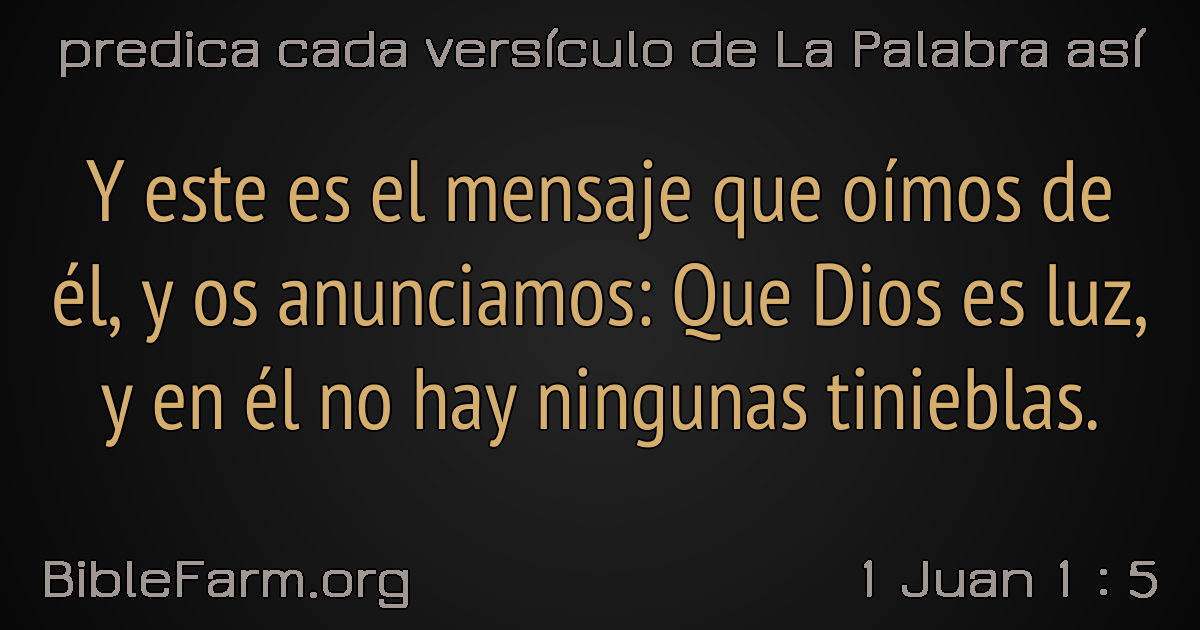 predica cada versículo de La Palabra así
Y este es el mensaje que oímos de
él, y os anunciamos: Que Dios es luz,
y en él no hay ningunas tinieblas.
BibleFarm.org
1 Juan 1 : 5